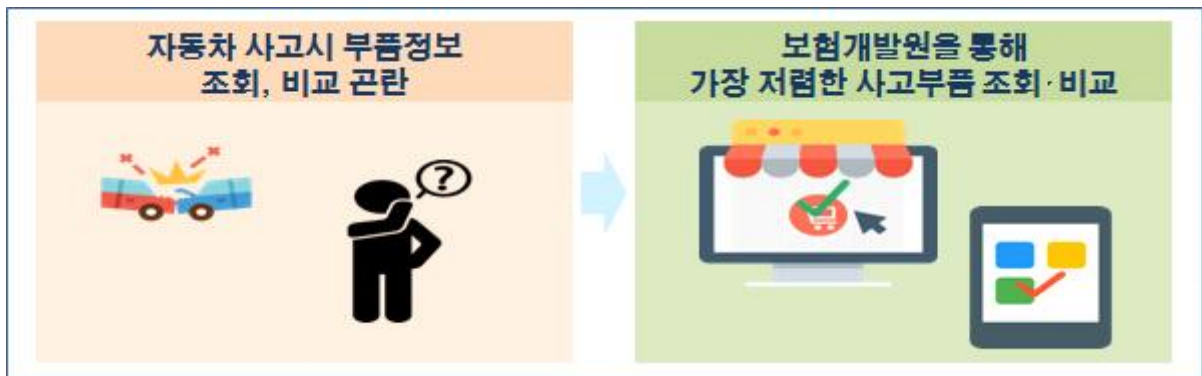 자동차 사고시 부품정보
조회, 비교 곤란
?
보험개발원을 통해
가장 저렴한 사고부품 조회·비교